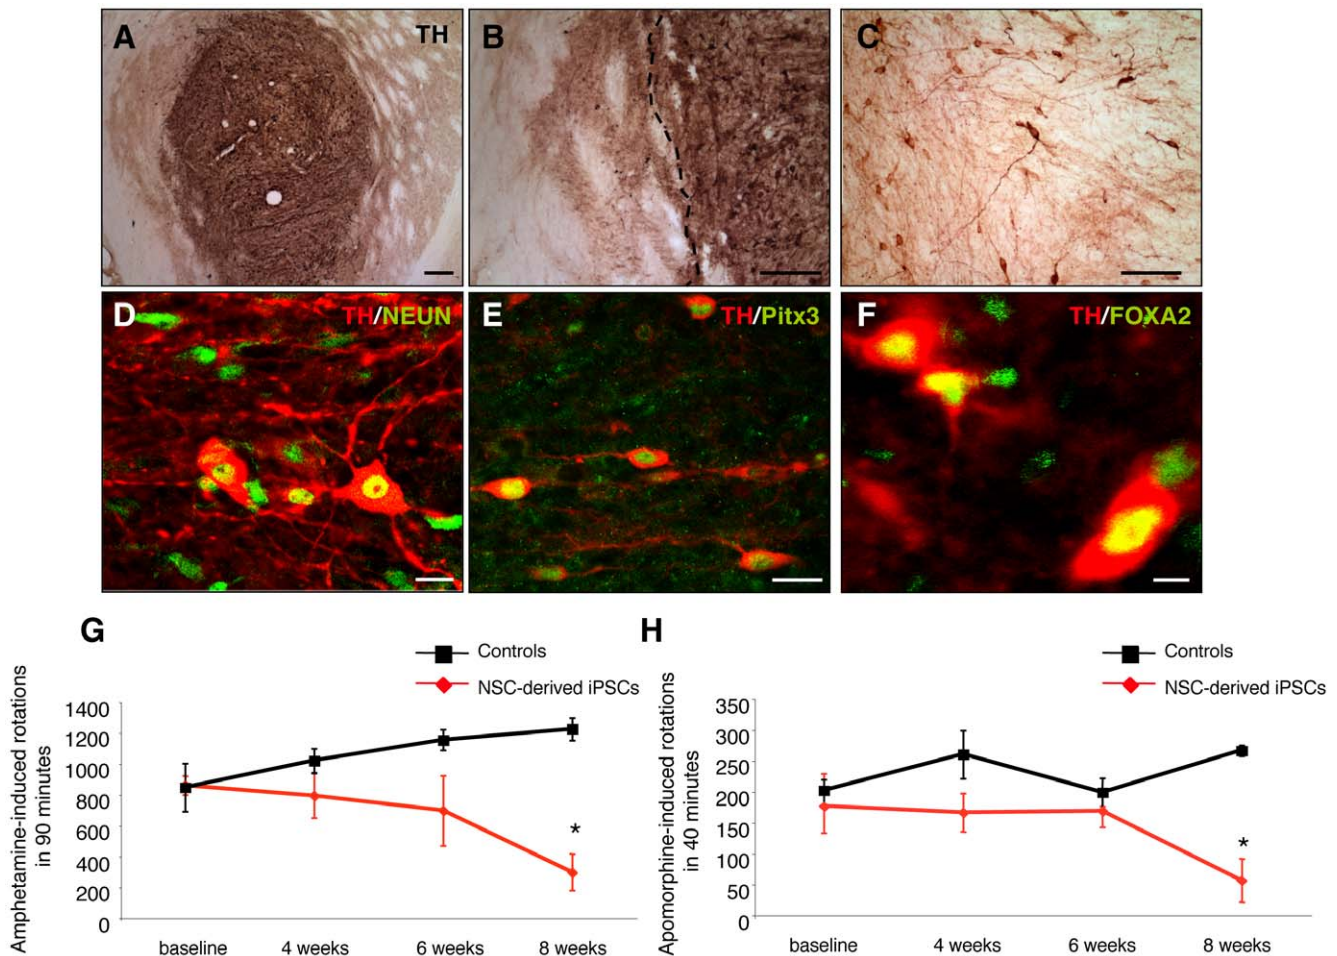 A
TH
B
C
D
TH/NEUN
E
TH/Pitx3
F
TH/FOXA2
G
Controls
NSC-derived iPSCs
Amphetamine-induced rotations
in 90 minutes
1400
1200
1000
800
600
400
200
0
*
baseline
4 weeks
6 weeks
8 weeks
H
Controls
NSC-derived iPSCs
Apomorphine-induced rotations
in 40 minutes
350
300
250
200
150
100
50
0
*
baseline
4 weeks
6 weeks
8 weeks